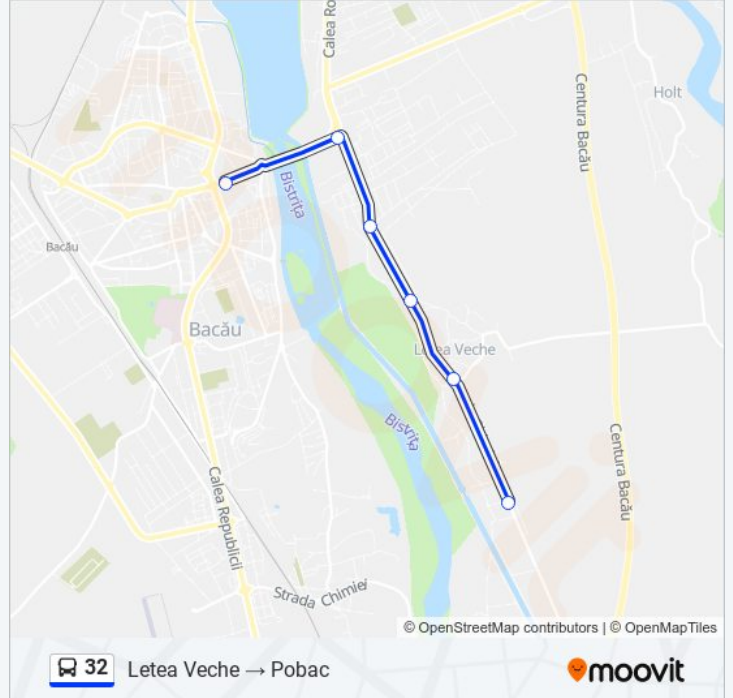 Calea Ro
Holt
Centura Bacău
Bistrița
Bacău
Bacău
Letea Veche
Bistrița
Centura Bacău
Calea Republicii
Strada Chimiei
© OpenStreetMap contributors | © OpenMapTiles
32 Letea Veche → Pobac
moovit